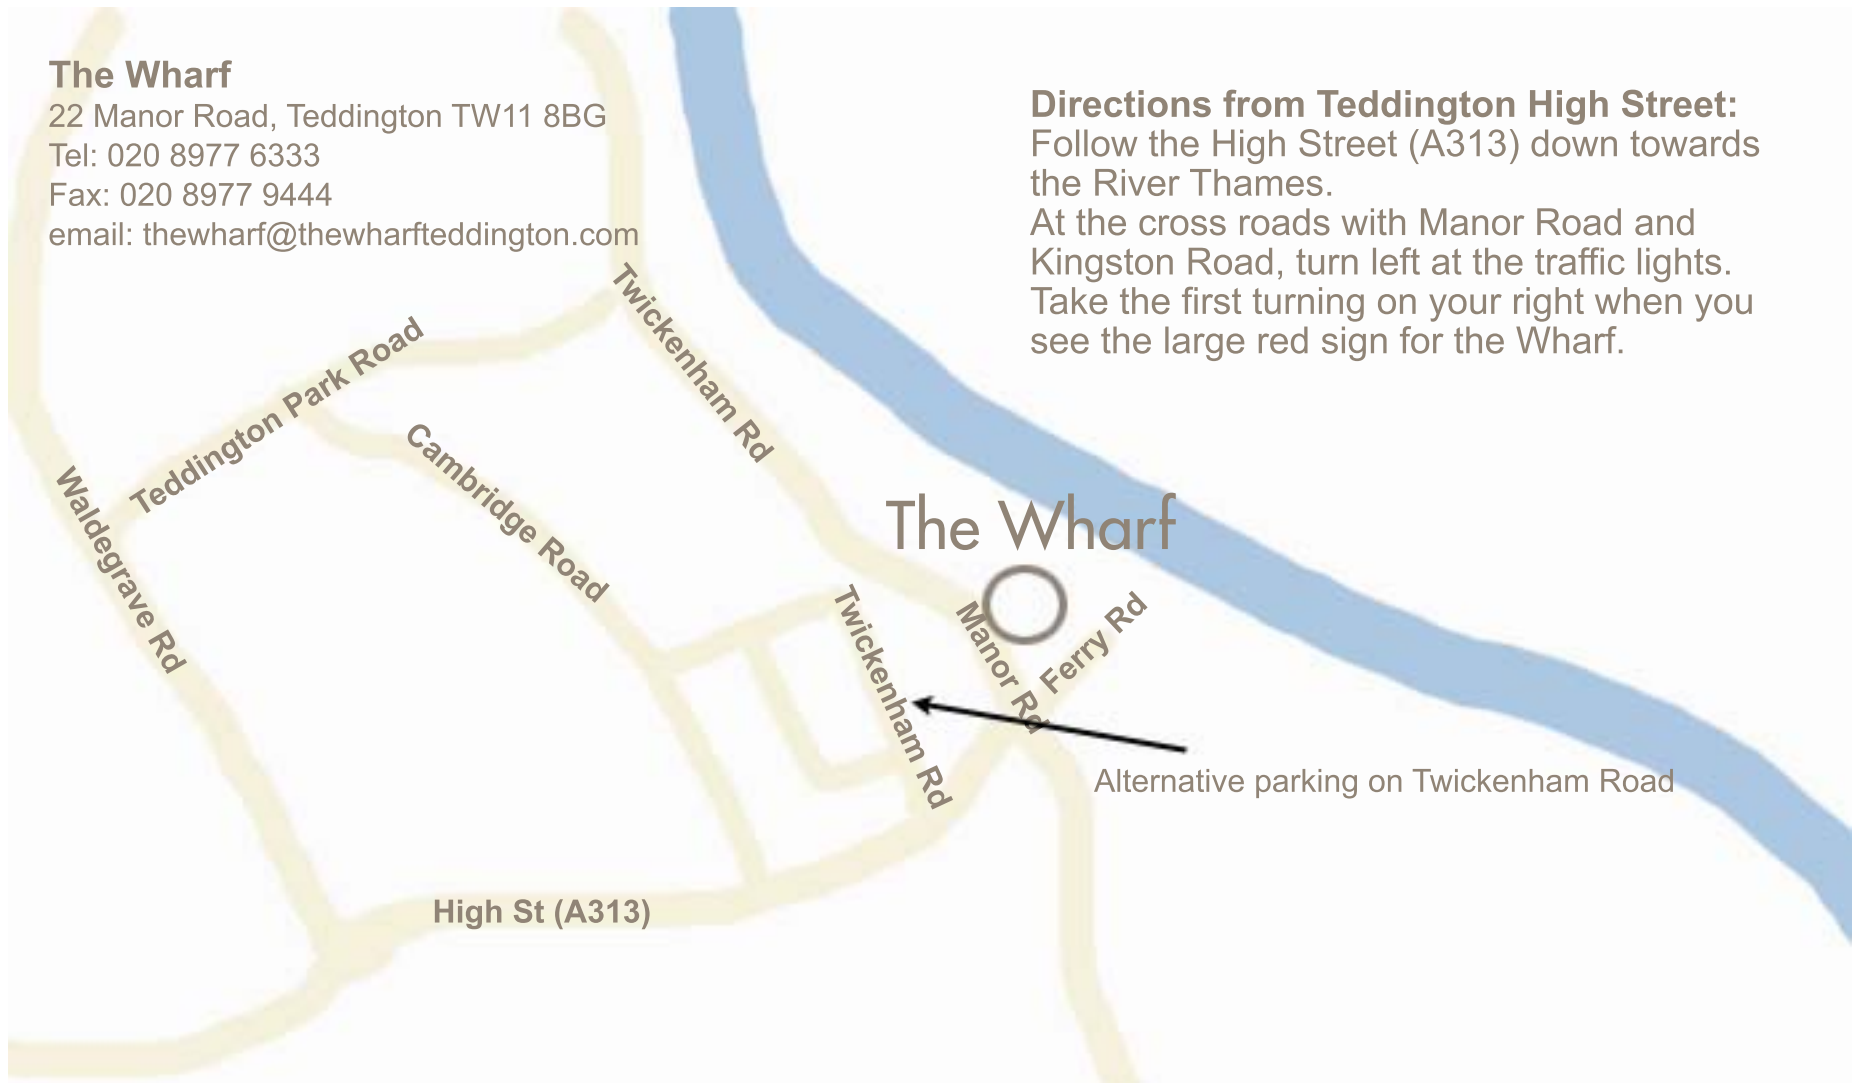 The Wharf
22 Manor Road, Teddington TW11 8BG
Tel: 020 8977 6333
Fax: 020 8977 9444
email: thewharf@thewharfteddington.com
Directions from Teddington High Street:
Follow the High Street (A313) down towards
the River Thames.
At the cross roads with Manor Road and
Kingston Road, turn left at the traffic lights.
Take the first turning on your right when you
see the large red sign for the Wharf.
Twickenham Rd
Teddington Park Road
Cambridge Road
Waldegrave Rd
The Wharf
Twickenham Rd
Manor Rd
Ferry Rd
Alternative parking on Twickenham Road
High St (A313)